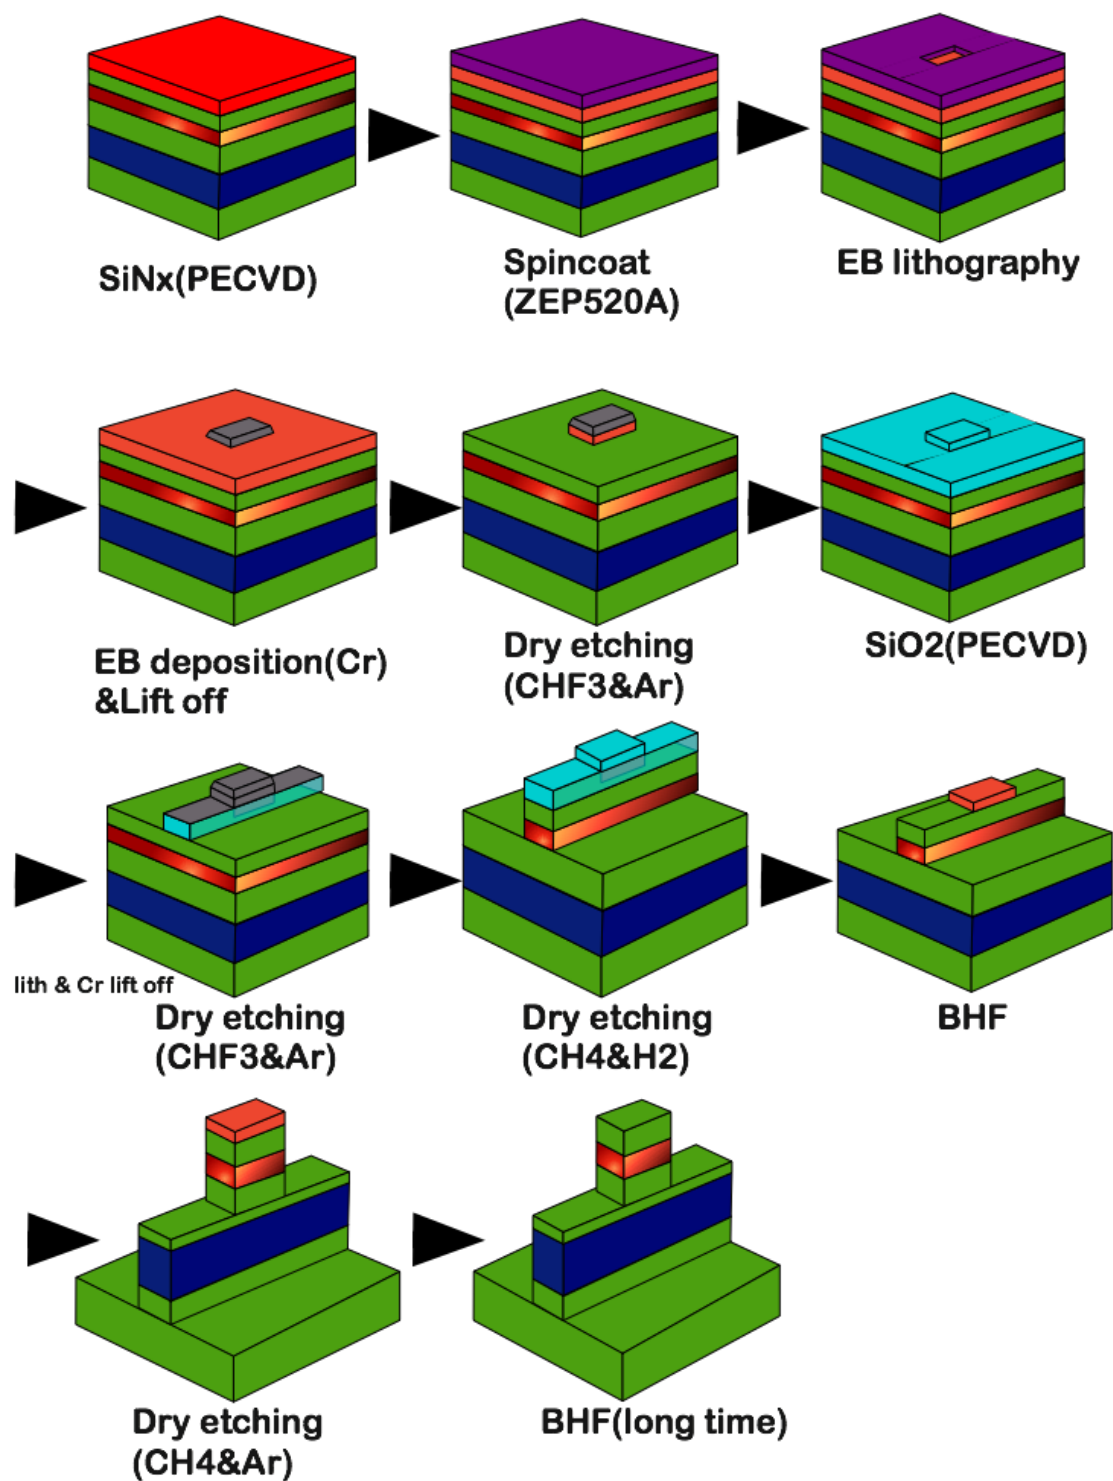 SiNx(PECVD)
Spincoat
(ZEP520A)
EB lithography
EB deposition(Cr)
&Lift off
Dry etching
(CHF3&Ar)
SiO2(PECVD)
lith & Cr lift off
Dry etching
(CHF3&Ar)
Dry etching
(CH4&H2)
BHF
Dry etching
(CH4&Ar)
BHF(long time)